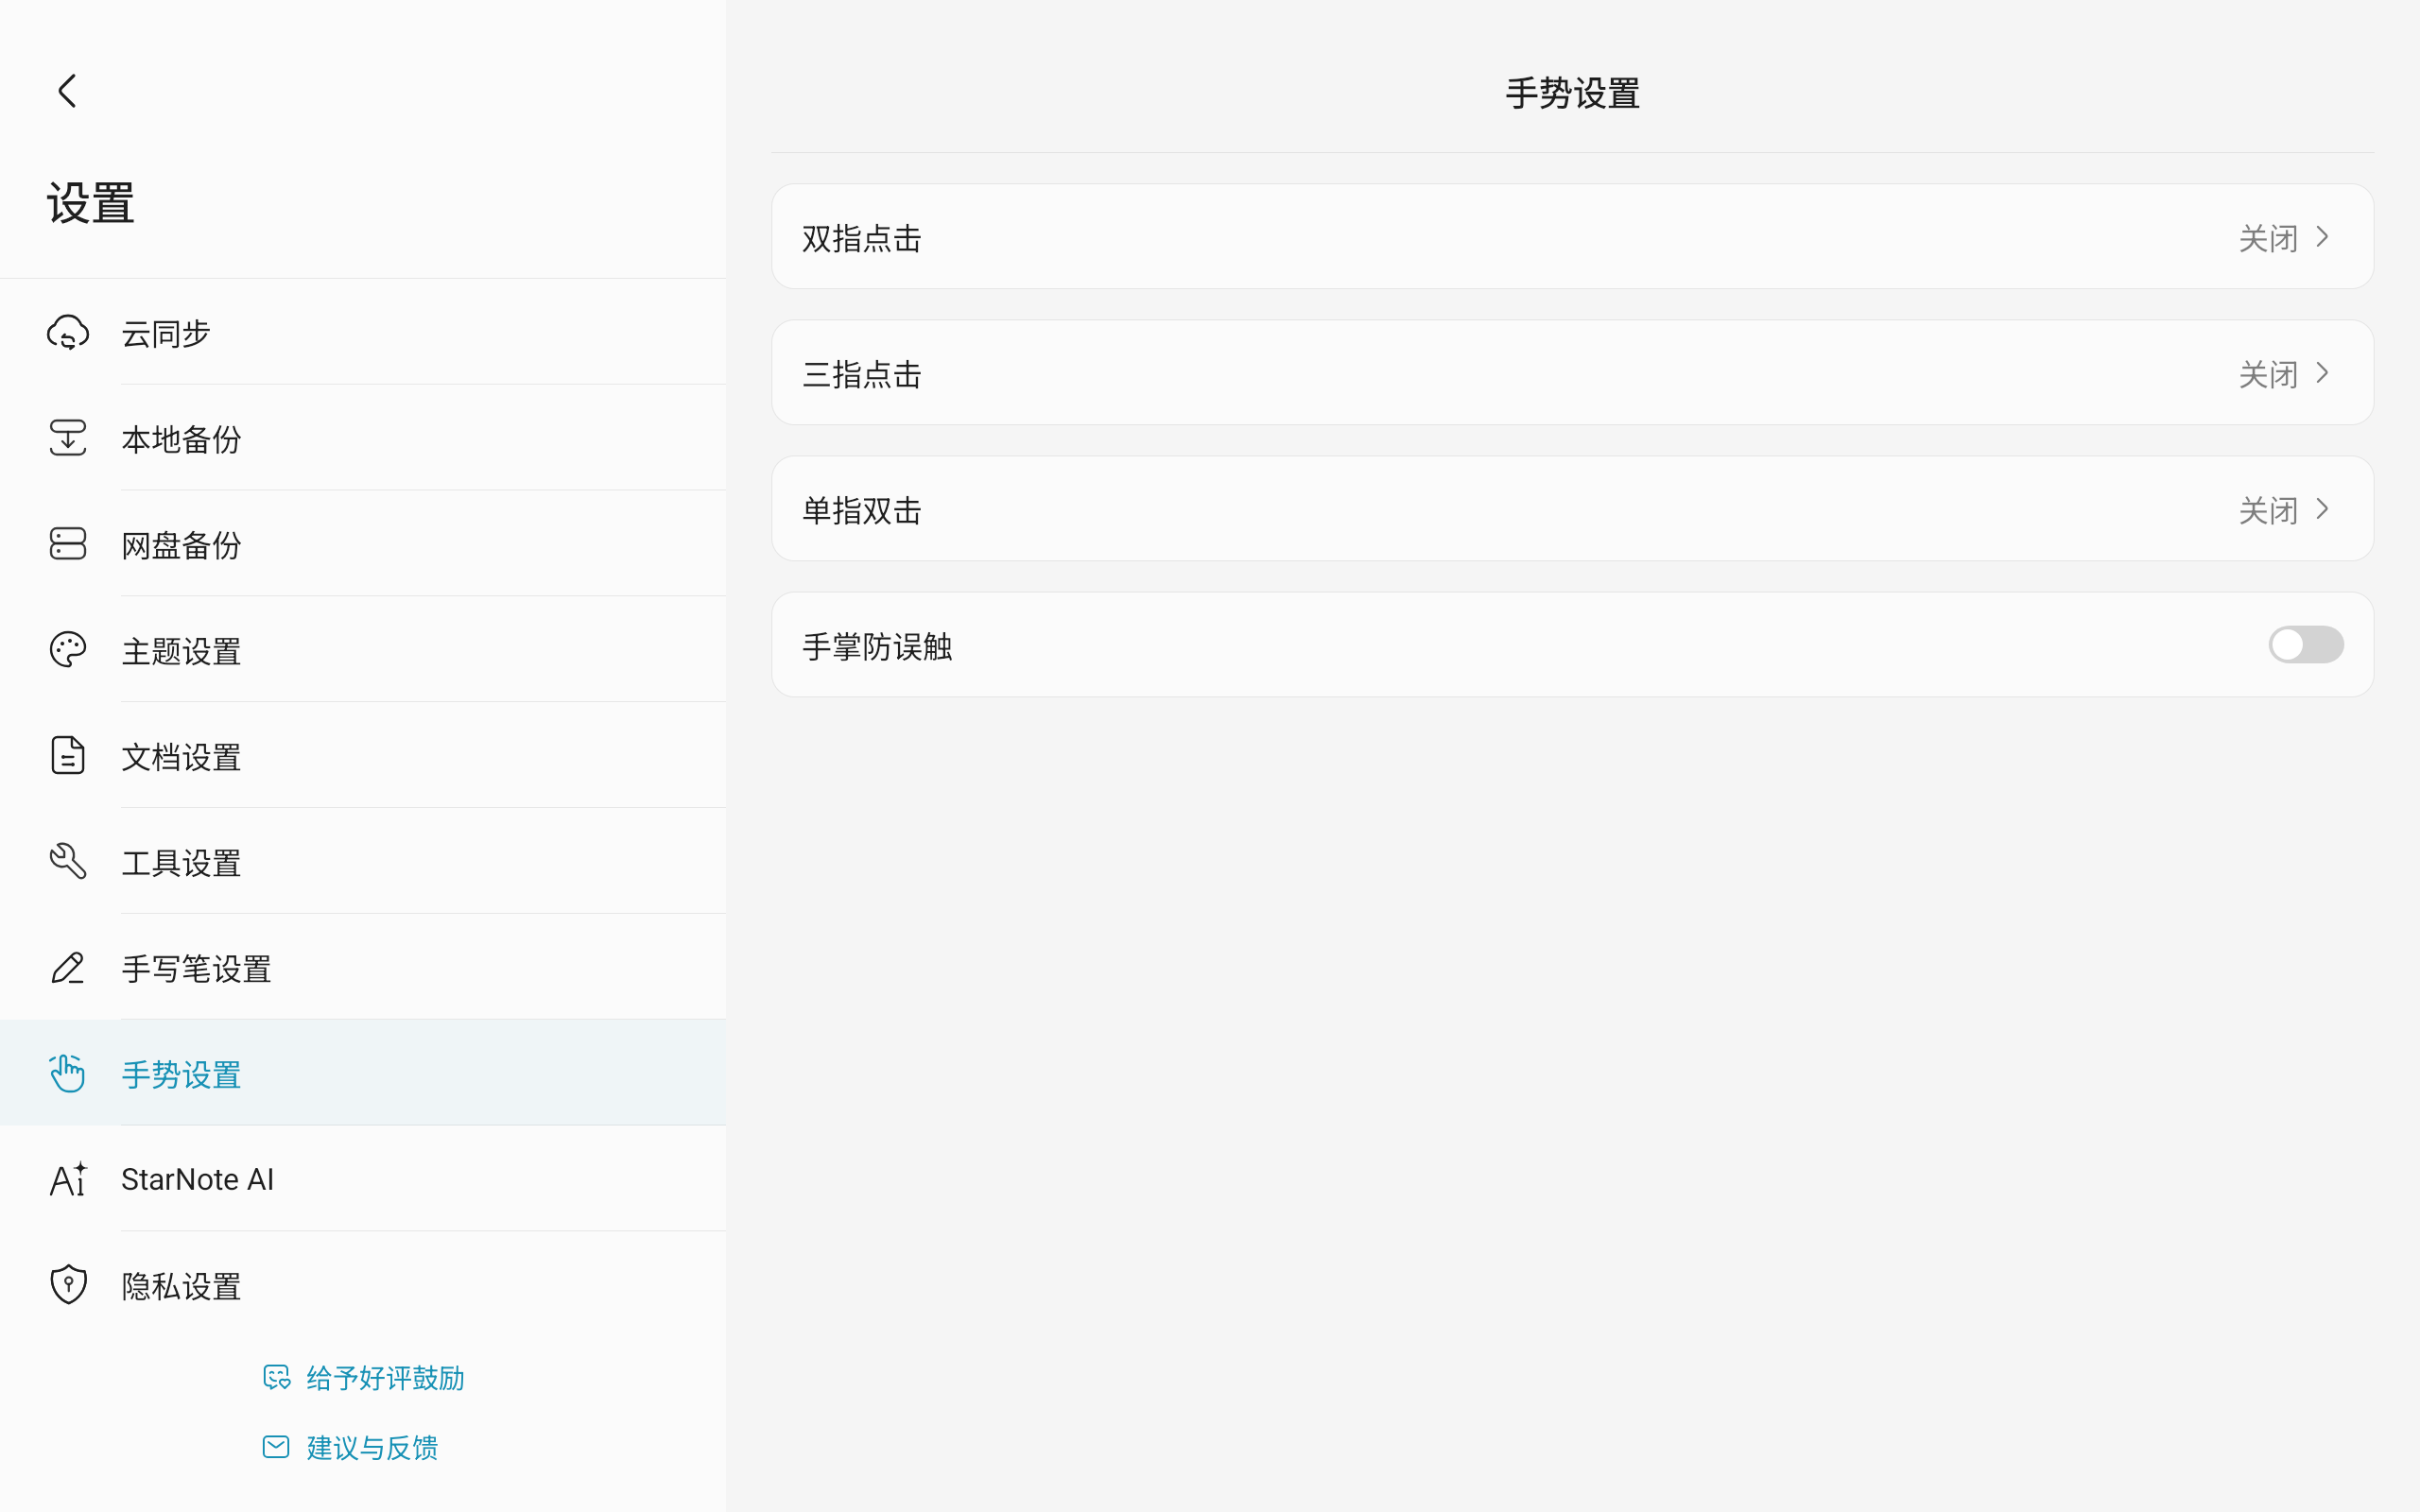 设置
云同步
本地备份
网盘备份
主题设置
文档设置
工具设置
手写笔设置
手势设置
StarNote AI
隐私设置
给予好评鼓励
建议与反馈
手势设置
双指点击 关闭
三指点击 关闭
单指双击 关闭
手掌防误触